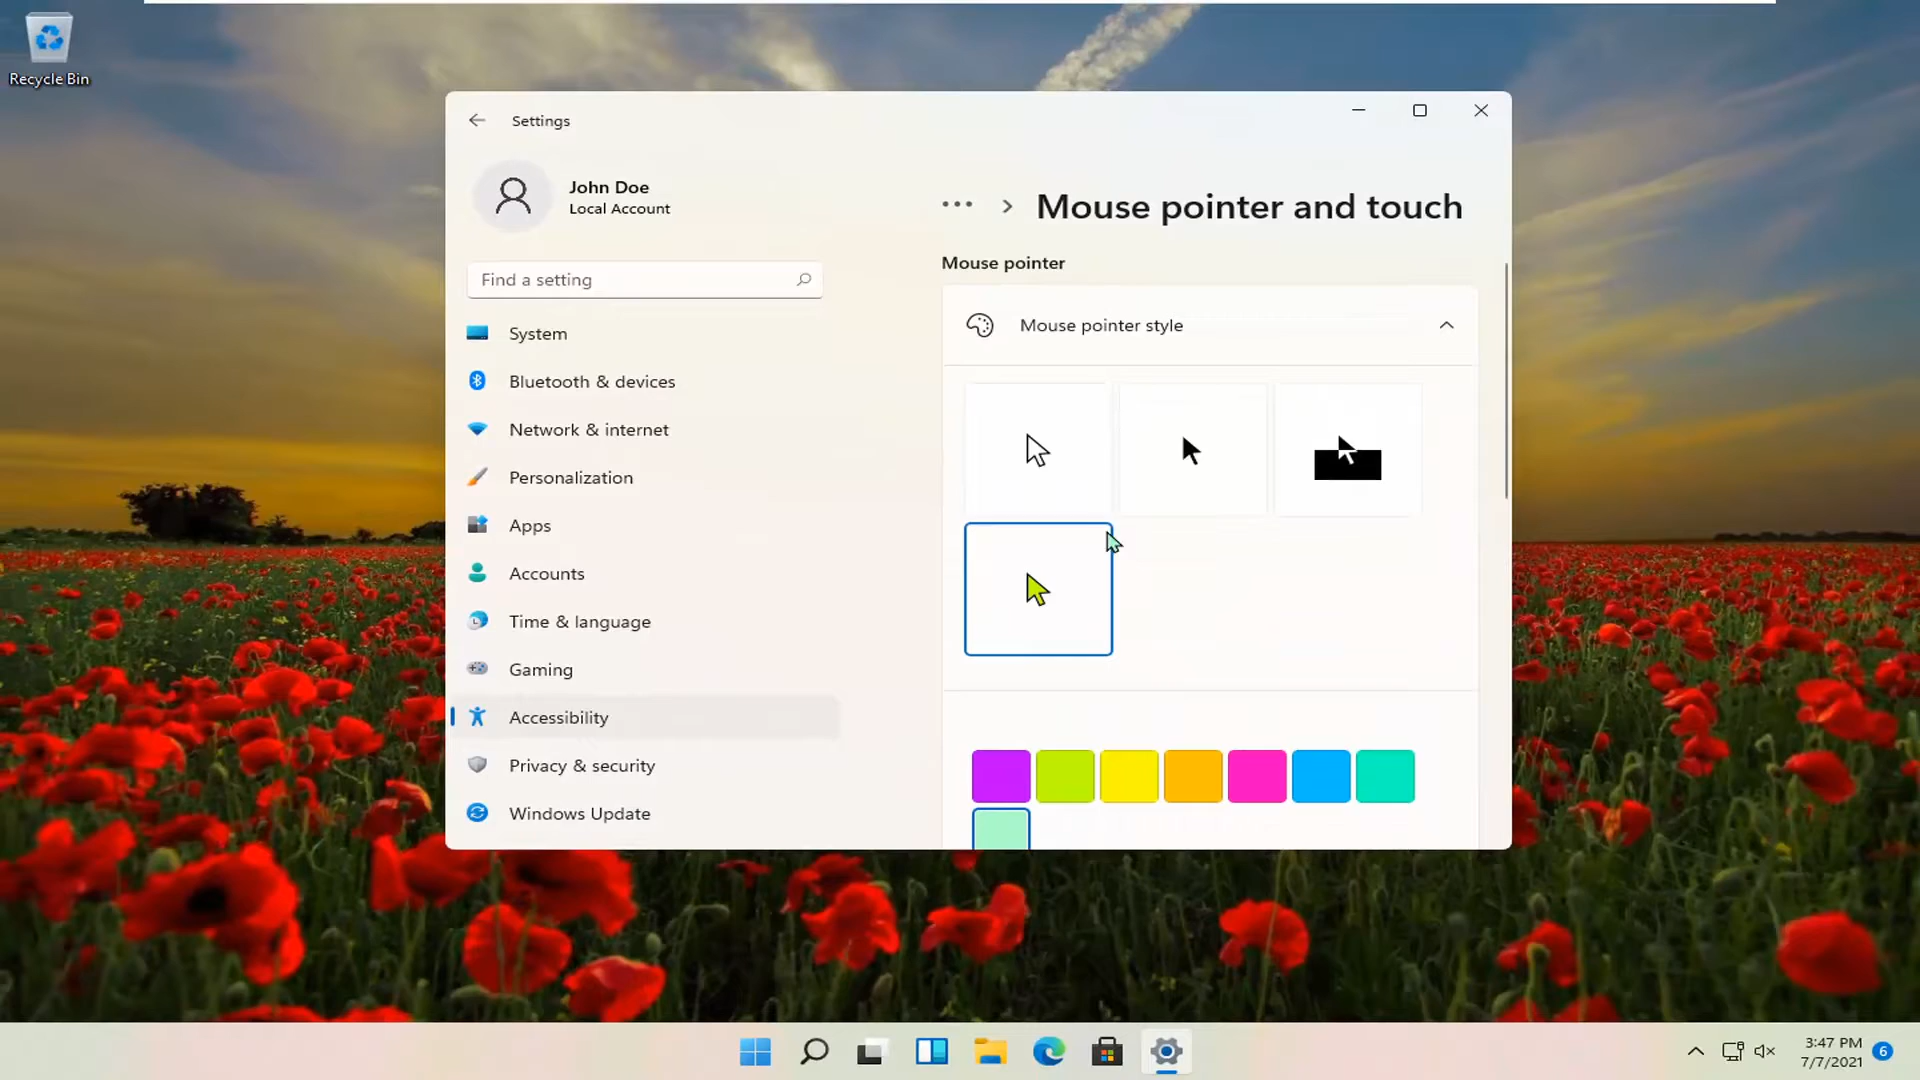 Recycle Bin
Settings
John Doe
Local Account
Find a setting
System
Bluetooth & devices
Network & internet
Personalization
Apps
Accounts
Time & language
Gaming
Accessibility
Privacy & security
Windows Update
Mouse pointer and touch
Mouse pointer
Mouse pointer style
3:47 PM
7/7/2021
6